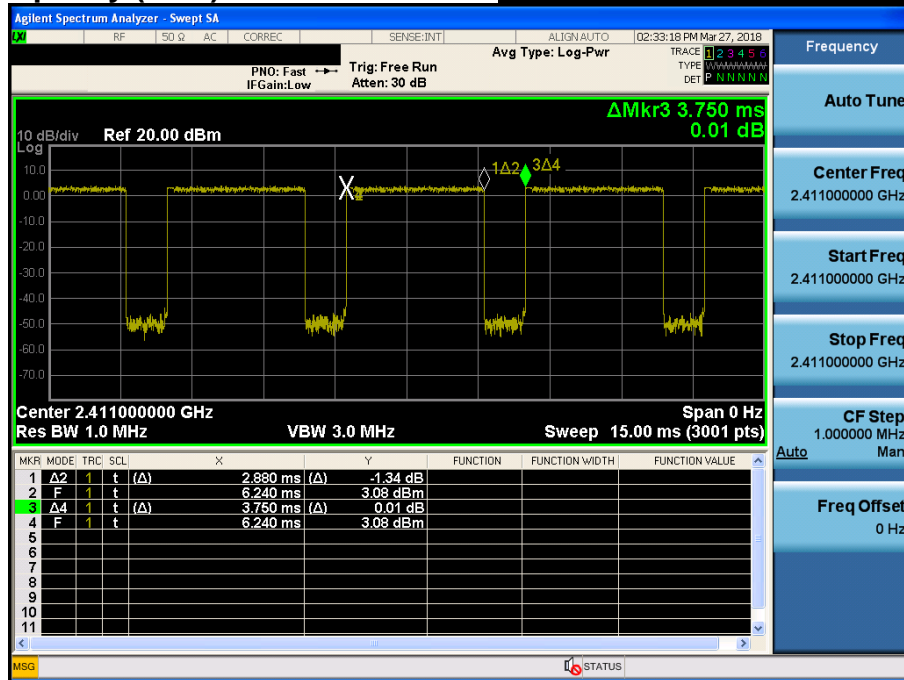 Agilent Spectrum Analyzer - Swept SA
LXI RF 50 Ω AC CORREC SENSE:INT ALIGN AUTO 02:33:18 PM Mar 27, 2018
Avg Type: Log-Pwr TRACE 1 2 3 4 5 6
PNO: Fast Trig: Free Run TYPE WWWWWW
IFGain:Low Atten: 30 dB DET P N N N N N
ΔMkr3 3.750 ms
0.01 dB
10 dB/div Ref 20.00 dBm
Log
10.0
0.00
-10.0
-20.0
-30.0
-40.0
-50.0
-60.0
-70.0
1Δ2 3Δ4
X
Center 2.411000000 GHz Span 0 Hz
Res BW 1.0 MHz VBW 3.0 MHz Sweep 15.00 ms (3001 pts)
MKR MODE TRC SCL X Y FUNCTION FUNCTION WIDTH FUNCTION VALUE
1 Δ2 1 t (Δ) 2.880 ms (Δ) -1.34 dB
2 F 1 t 6.240 ms 3.08 dBm
3 Δ4 1 t (Δ) 3.750 ms (Δ) 0.01 dB
4 F 1 t 6.240 ms 3.08 dBm
5
6
7
8
9
10
11
MSG STATUS
Frequency
Auto Tune
Center Freq
2.411000000 GHz
Start Freq
2.411000000 GHz
Stop Freq
2.411000000 GHz
CF Step
1.000000 MHz
Auto Man
Freq Offset
0 Hz